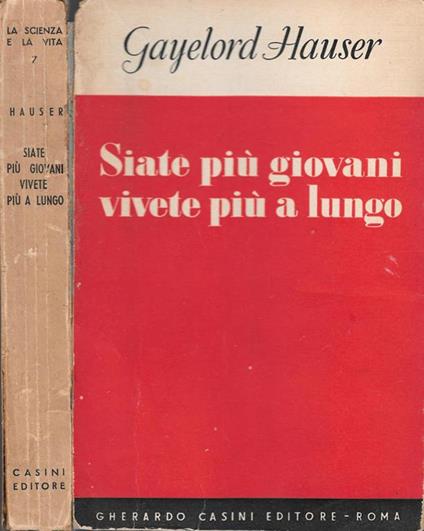 LA SCIENZA
E LA VITA
7
HAUSER
SIATE
PIÙ GIOVANI
VIVETE
PIÙ A LUNGO
CASINI
EDITORE
Gayelord Hauser
Siate più giovani
vivete più a lungo
GHERARDO CASINI EDITORE - ROMA